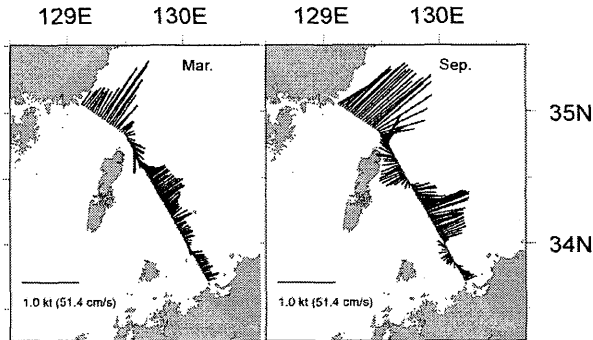 129E 130E 129E 130E
Mar. Sep.
35N
34N
1.0 kt (51.4 cm/s) 1.0 kt (51.4 cm/s)